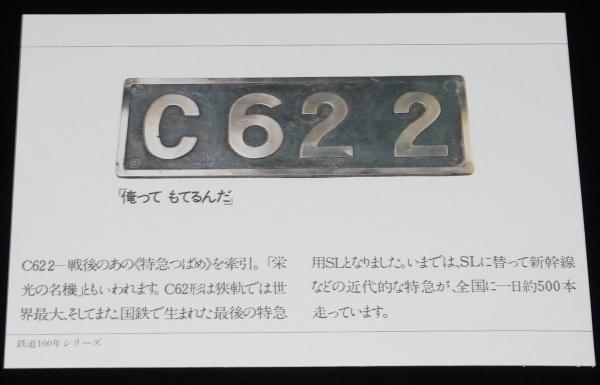 C62 2
「俺って もてるんだ」
C622—戦後のあの《特急つばめ》を牽引。「栄
光の名機」ともいわれます。C62形は狭軌では世
界最大、そしてまた、国鉄で生まれた最後の特急
用SLとなりました。いまでは、SLに替って新幹線
などの近代的な特急が、全国に一日約500本
走っています。
鉄道100年シリーズ